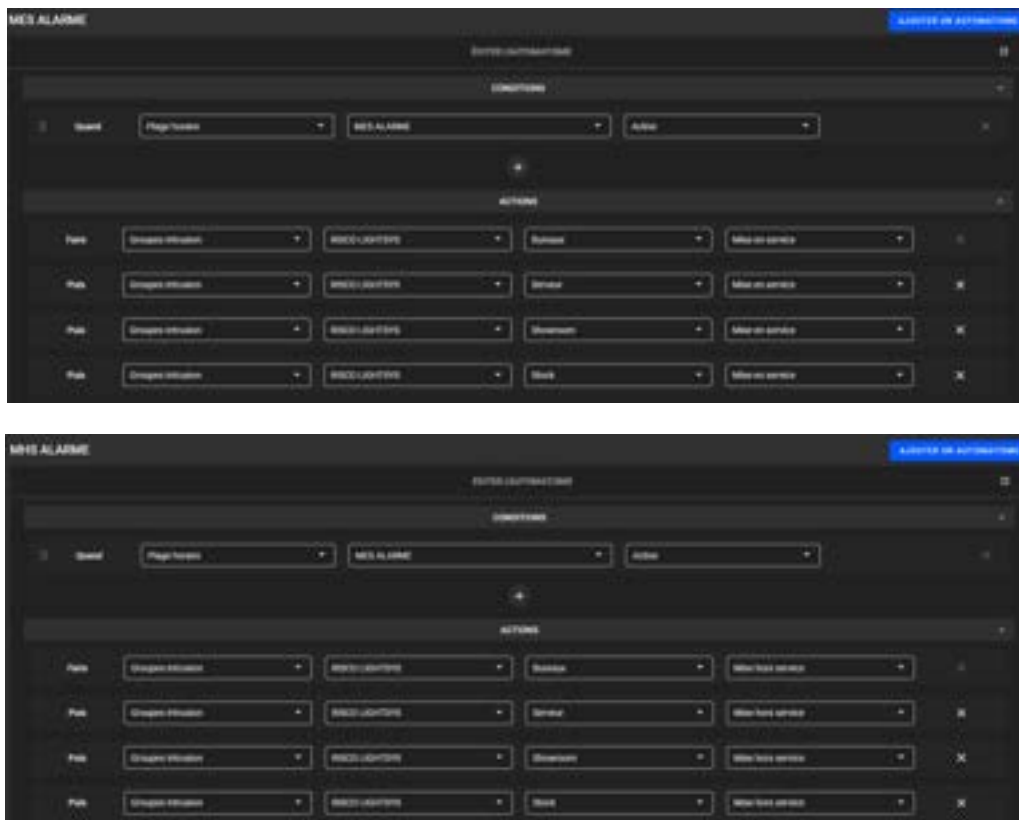 MES ALARME AJOUTER UN AUTOMATISME
ÉDITER L'AUTOMATISME
CONDITIONS
Quand Plage horaire MES ALARME Active
+
ACTIONS
Faire Groupes intrusion RISCO LIGHTSYS Bureaux Mise en service
Puis Groupes intrusion RISCO LIGHTSYS Serveur Mise en service
Puis Groupes intrusion RISCO LIGHTSYS Showroom Mise en service
Puis Groupes intrusion RISCO LIGHTSYS Stock Mise en service
MHS ALARME AJOUTER UN AUTOMATISME
ÉDITER L'AUTOMATISME
CONDITIONS
Quand Plage horaire MES ALARME Active
+
ACTIONS
Faire Groupes intrusion RISCO LIGHTSYS Bureaux Mise hors service
Puis Groupes intrusion RISCO LIGHTSYS Serveur Mise hors service
Puis Groupes intrusion RISCO LIGHTSYS Showroom Mise hors service
Puis Groupes intrusion RISCO LIGHTSYS Stock Mise hors service